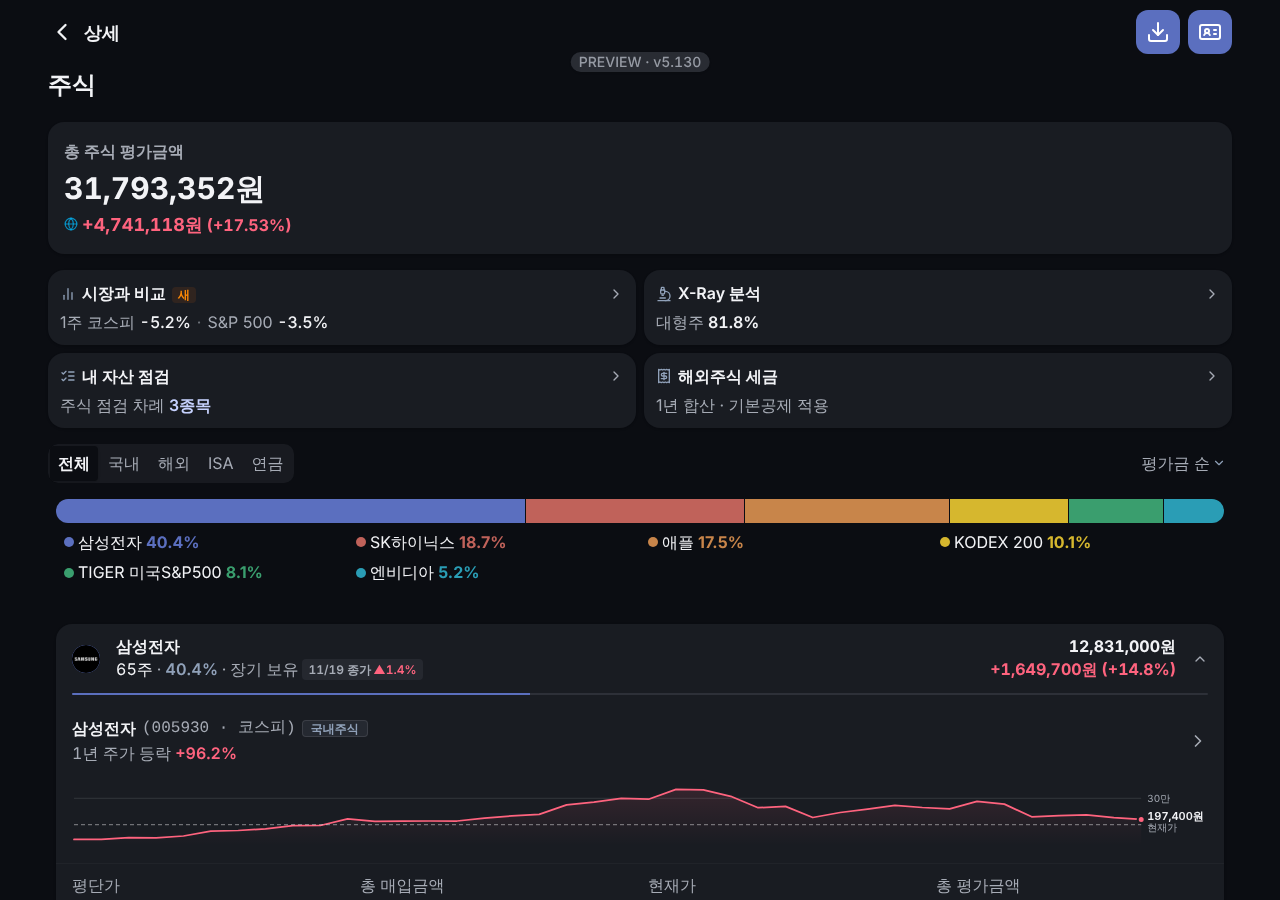 상세
PREVIEW · v5.130
주식
총 주식 평가금액
31,793,352원
+4,741,118원 (+17.53%)
시장과 비교 새
1주 코스피 -5.2% · S&P 500 -3.5%
X-Ray 분석
대형주 81.8%
내 자산 점검
주식 점검 차례 3종목
해외주식 세금
1년 합산 · 기본공제 적용
전체 국내 해외 ISA 연금
평가금 순
삼성전자 40.4%
SK하이닉스 18.7%
애플 17.5%
KODEX 200 10.1%
TIGER 미국S&P500 8.1%
엔비디아 5.2%
SAMSUNG
삼성전자
65주 · 40.4% · 장기 보유 11/19 종가 ▲1.4%
12,831,000원
+1,649,700원 (+14.8%)
삼성전자 (005930 · 코스피) 국내주식
1년 주가 등락 +96.2%
30만
197,400원
현재가
평단가 총 매입금액 현재가 총 평가금액